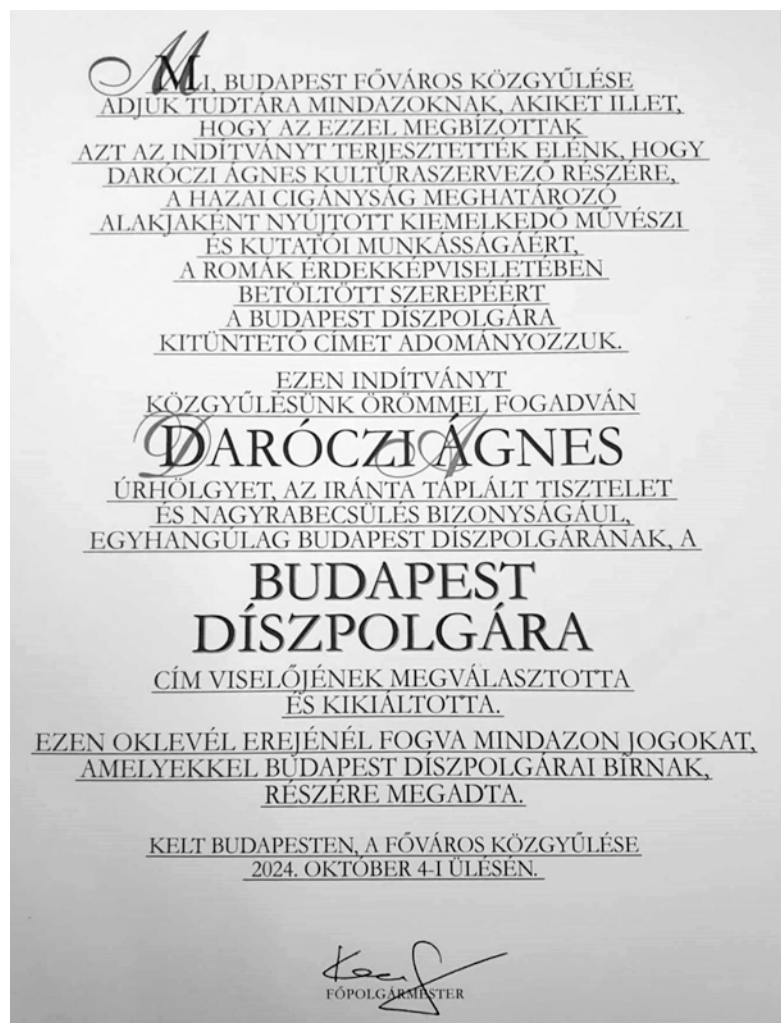 MI, BUDAPEST FŐVÁROS KÖZGYŰLÉSE
ADJUK TUDTÁRA MINDAZOKNAK, AKIKET ILLET,
HOGY AZ EZZEL MEGBÍZOTTAK
AZT AZ INDÍTVÁNYT TERJESZTETTÉK ELÉNK, HOGY
DARÓCZI ÁGNES KULTÚRASZERVEZŐ RÉSZÉRE,
A HAZAI CIGÁNYSÁG MEGHATÁROZÓ
ALAKJAKÉNT NYÚJTOTT KIEMELKEDŐ MŰVÉSZI
ÉS KUTATÓI MUNKÁSSÁGÁÉRT,
A ROMÁK ÉRDEKKÉPVISELETÉBEN
BETÖLTÖTT SZEREPÉÉRT
A BUDAPEST DÍSZPOLGÁRA
KITÜNTETŐ CÍMET ADOMÁNYOZZUK.
EZEN INDÍTVÁNYT
KÖZGYŰLÉSÜNK ÖRÖMMEL FOGADVÁN
DARÓCZI ÁGNES
ÚRHÖLGYET, AZ IRÁNTA TÁPLÁLT TISZTELET
ÉS NAGYRABECSÜLÉS BIZONYSÁGÁUL,
EGYHANGÚLAG BUDAPEST DÍSZPOLGÁRÁNAK, A
BUDAPEST
DÍSZPOLGÁRA
CÍM VISELŐJÉNEK MEGVÁLASZTOTTA
ÉS KIKIÁLTOTTA.
EZEN OKLEVÉL EREJÉNÉL FOGVA MINDAZON JOGOKAT,
AMELYEKKEL BUDAPEST DÍSZPOLGÁRAI BÍRNAK,
RÉSZÉRE MEGADTA.
KELT BUDAPESTEN, A FŐVÁROS KÖZGYŰLÉSE
2024. OKTÓBER 4-I ÜLÉSÉN.
FŐPOLGÁRMESTER